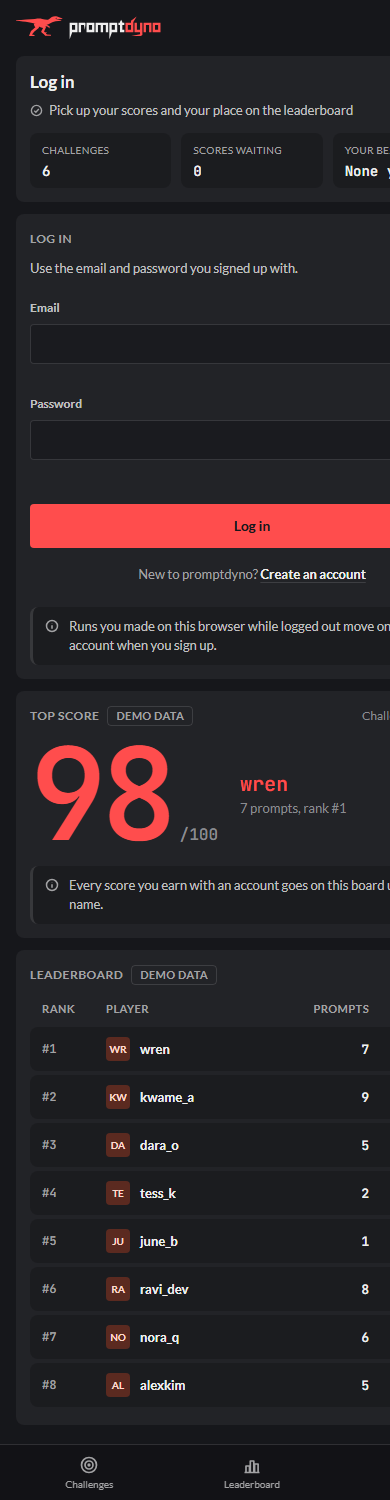 promptdyno
Log in
Pick up your scores and your place on the leaderboard
CHALLENGES
6
SCORES WAITING
0
YOUR BE
None y
LOG IN
Use the email and password you signed up with.
Email
Password
Log in
New to promptdyno? Create an account
Runs you made on this browser while logged out move on
account when you sign up.
TOP SCORE DEMO DATA
Chall
98 /100
wren
7 prompts, rank #1
Every score you earn with an account goes on this board u
name.
LEADERBOARD DEMO DATA
RANK PLAYER PROMPTS
#1 WR wren 7
#2 KW kwame_a 9
#3 DA dara_o 5
#4 TE tess_k 2
#5 JU june_b 1
#6 RA ravi_dev 8
#7 NO nora_q 6
#8 AL alexkim 5
Challenges
Leaderboard